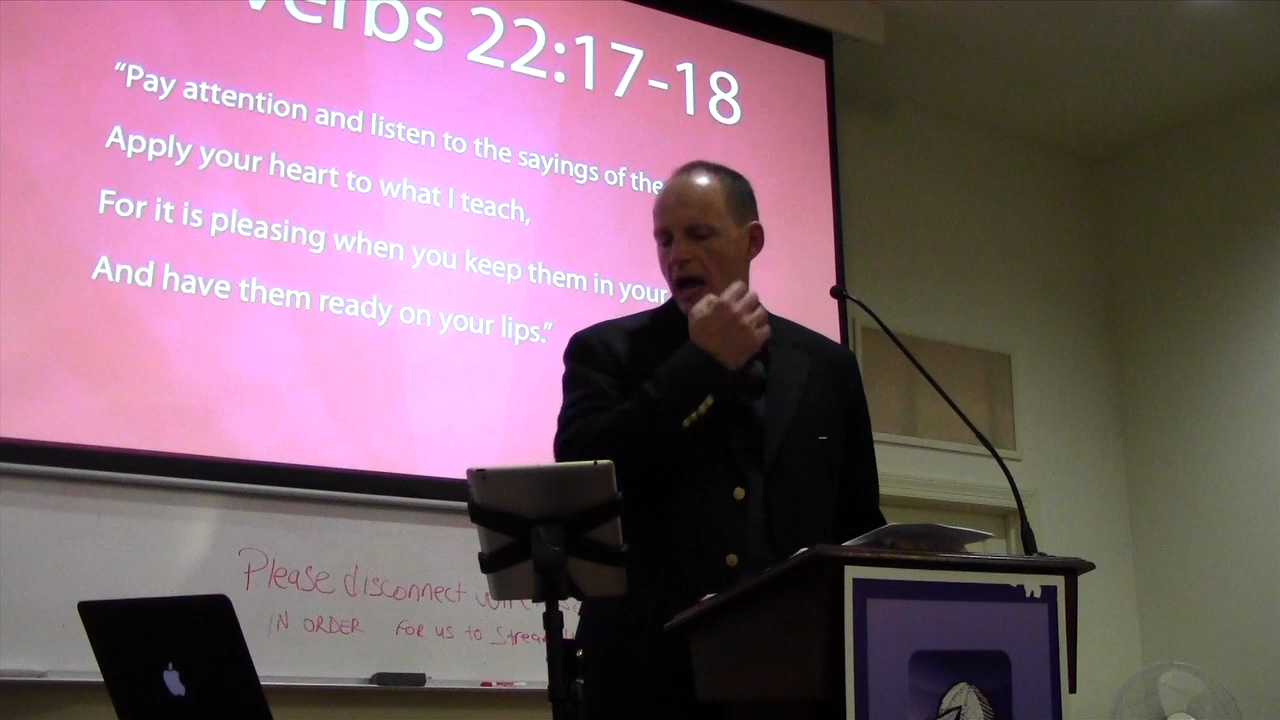 verbs 22:17-18
“Pay attention and listen to the sayings of the
Apply your heart to what I teach,
For it is pleasing when you keep them in your
And have them ready on your lips.”
Please disconnect
IN ORDER FOR us to Strea